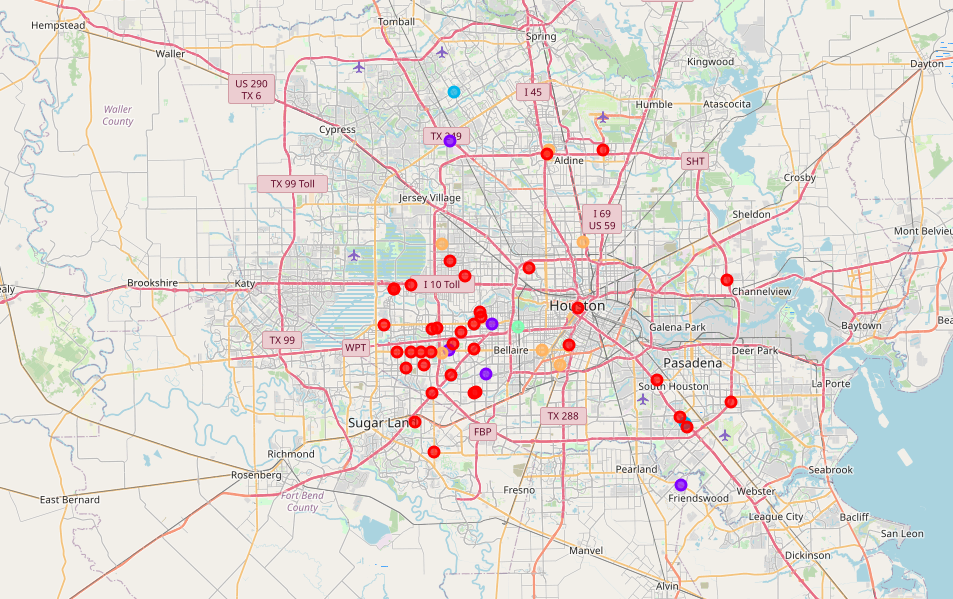 Tomball
Hempstead
Spring
Waller
Kingwood
Dayton
US 290
TX 6
I 45
Humble
Atascocita
Waller
County
Cypress
TX 249
Aldine
SHT
Crosby
TX 99 Toll
Jersey Village
I 69
US 59
Sheldon
Mont Belvieu
Brookshire
Katy
I 10 Toll
ealy
Channelview
Houston
Galena Park
Baytown
Bea
TX 99
WPT
Bellaire
Deer Park
Pasadena
South Houston
La Porte
TX 288
Sugar Land
FBP
Richmond
Pearland
Seabrook
Rosenberg
Fresno
Webster
East Bernard
Fort Bend
County
Friendswood
League City
Bacliff
San Leon
Manvel
Dickinson
Alvin